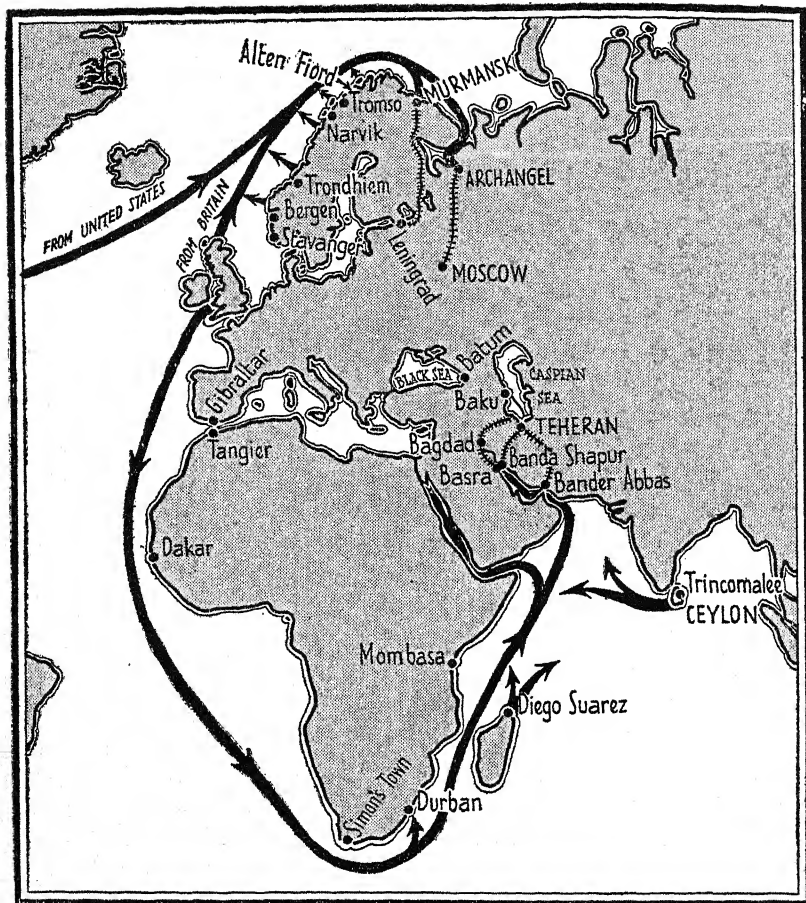 Alten Fiord
MURMANSK
Tromso
Narvik
ARCHANGEL
FROM UNITED STATES
FROM BRITAIN
Trondhiem
Bergen
Stavanger
Leningrad
MOSCOW
Gibraltar
BLACK SEA
Batum
CASPIAN
SEA
Baku
TEHERAN
Tangier
Bagdad
Banda Shapur
Basra
Bander Abbas
Dakar
Trincomalee
CEYLON
Mombasa
Diego Suarez
Simon's Town
Durban